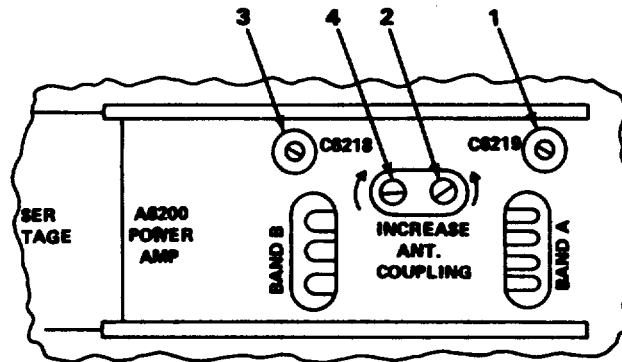 3 4 2 1
C6218 C6219
SER
TAGE
A6200
POWER
AMP
BAND B
INCREASE
ANT.
COUPLING
BAND A